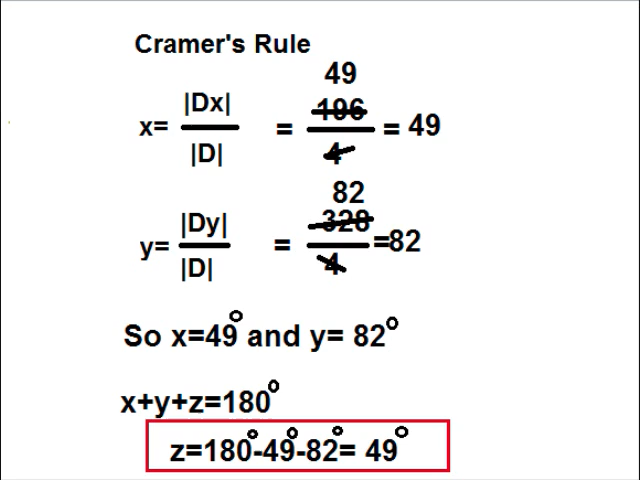 Cramer's Rule
49
x= |Dx| = 196 = 49
|D| 4
82
y= |Dy| = 328 =82
|D| 4
So x=49° and y= 82°
x+y+z=180°
z=180°-49°-82°= 49°